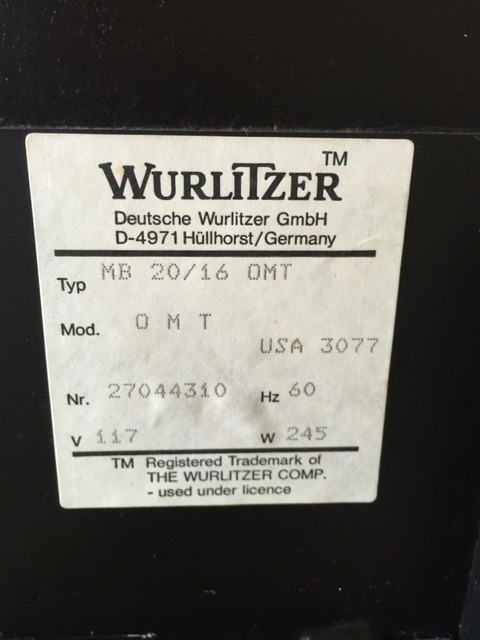 WURLITZER TM
Deutsche Wurlitzer GmbH
D-4971 Hüllhorst/Germany
Typ MB 20/16 OMT
Mod. O M T
USA 3077
Nr. 27044310 Hz 60
V 117 W 245
TM Registered Trademark of
THE WURLITZER COMP.
- used under licence